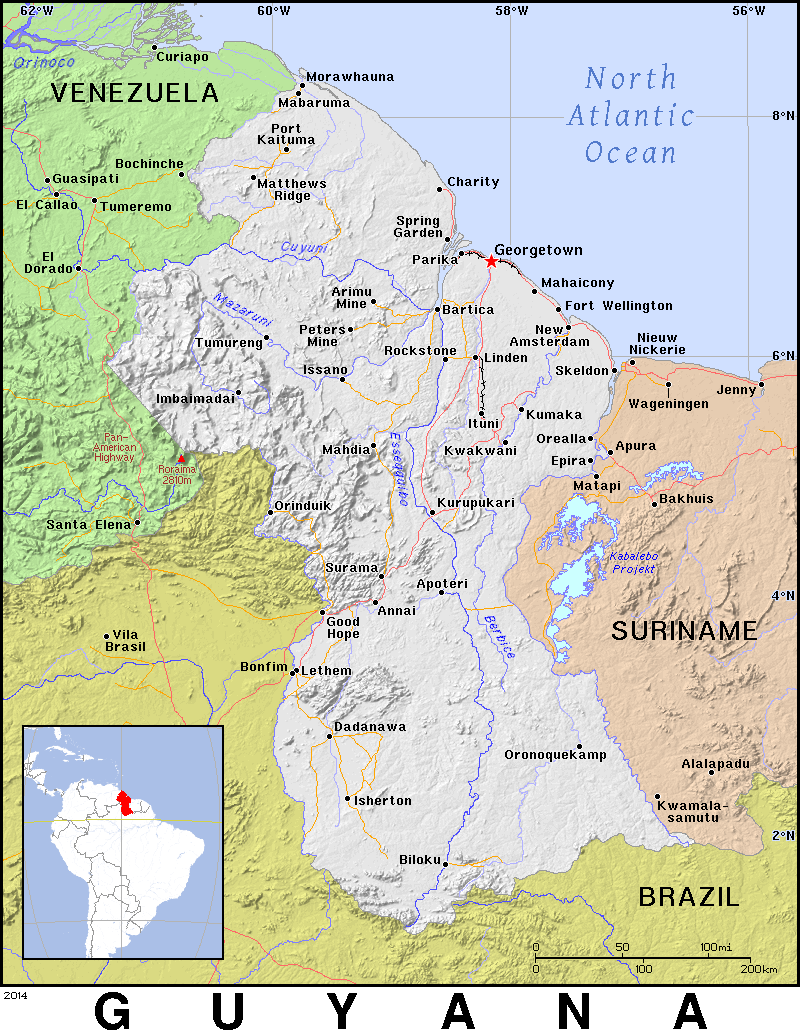 62°W
60°W
58°W
56°W
Orinoco
Curiapo
VENEZUELA
Morawhauna
Mabaruma
North
Atlantic
Ocean
8°N
Port
Kaituma
Bochinche
Guasipati
El Callao
Tumeremo
Matthews
Ridge
Charity
Spring
Garden
Cuyuni
Parika
Georgetown
El
Dorado
Mahaicony
Arimu
Mine
Mazaruni
Bartica
Fort Wellington
Peters
Mine
New
Amsterdam
Tumureng
Rockstone
Linden
Nieuw
Nickerie
6°N
Issano
Skeldon
Jenny
Imbaimadai
Wageningen
Ituni
Kumaka
Pan-
American
Highway
Mahdia
Essequibo
Kwakwani
Orealla
Apura
Epira
Roraima
2810m
Matapi
Bakhuis
Orinduik
Kurupukari
Santa Elena
Kabalebo
Projekt
Surama
Apoteri
4°N
Annai
Good
Hope
Berbice
SURINAME
Vila
Brasil
Bonfim
Lethem
Dadanawa
Oronoquekamp
Alalapadu
Isherton
Kwamala-
samutu
2°N
Biloku
BRAZIL
0
50
100mi
0
100
200km
2014
GUYANA